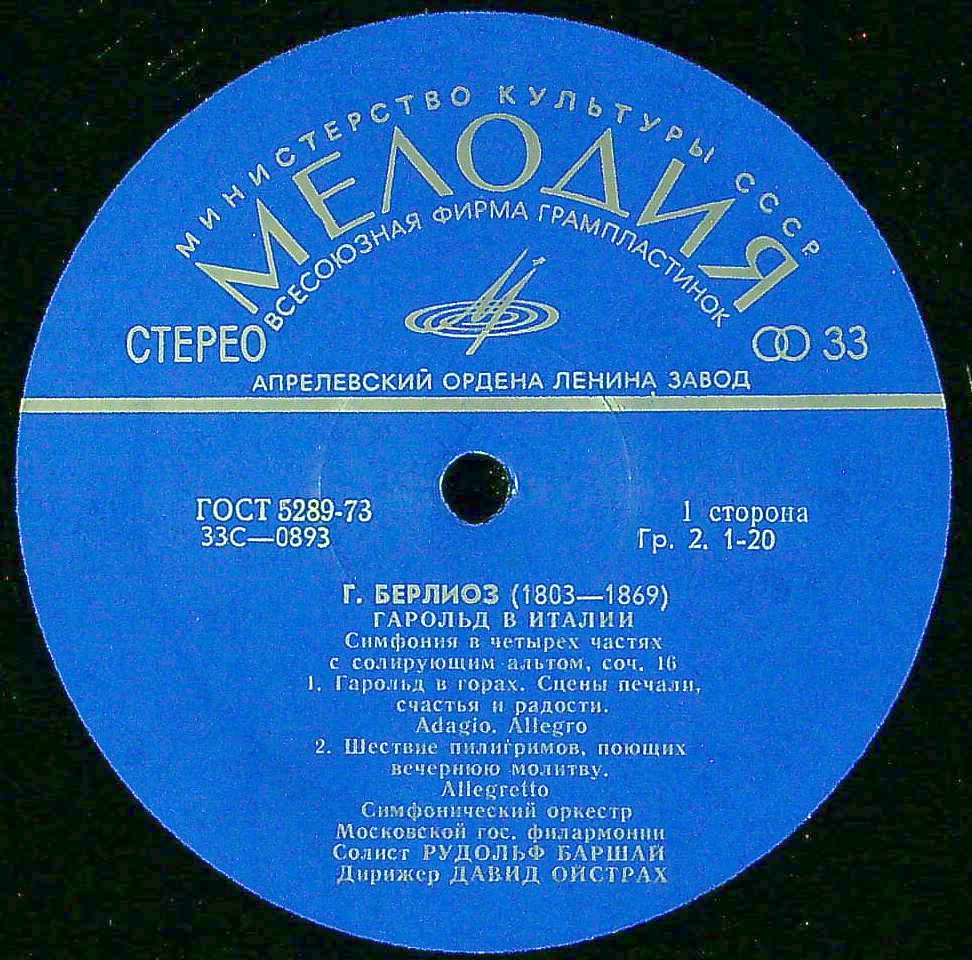 МИНИСТЕРСТВО КУЛЬТУРЫ СССР
МЕЛОДИЯ
ВСЕСОЮЗНАЯ ФИРМА ГРАМПЛАСТИНОК
СТЕРЕО
33
АПРЕЛЕВСКИЙ ОРДЕНА ЛЕНИНА ЗАВОД
ГОСТ 5289-73
1 сторона
33С—0893
Гр. 2. 1-20
Г. БЕРЛИОЗ (1803—1869)
ГАРОЛЬД В ИТАЛИИ
Симфония в четырех частях
с солирующим альтом, соч. 16
1. Гарольд в горах. Сцены печали,
счастья и радости.
Adagio. Allegro
2. Шествие пилигримов, поющих
вечернюю молитву.
Allegretto
Симфонический оркестр
Московской гос. филармонии
Солист РУДОЛЬФ БАРШАЙ
Дирижер ДАВИД ОЙСТРАХ